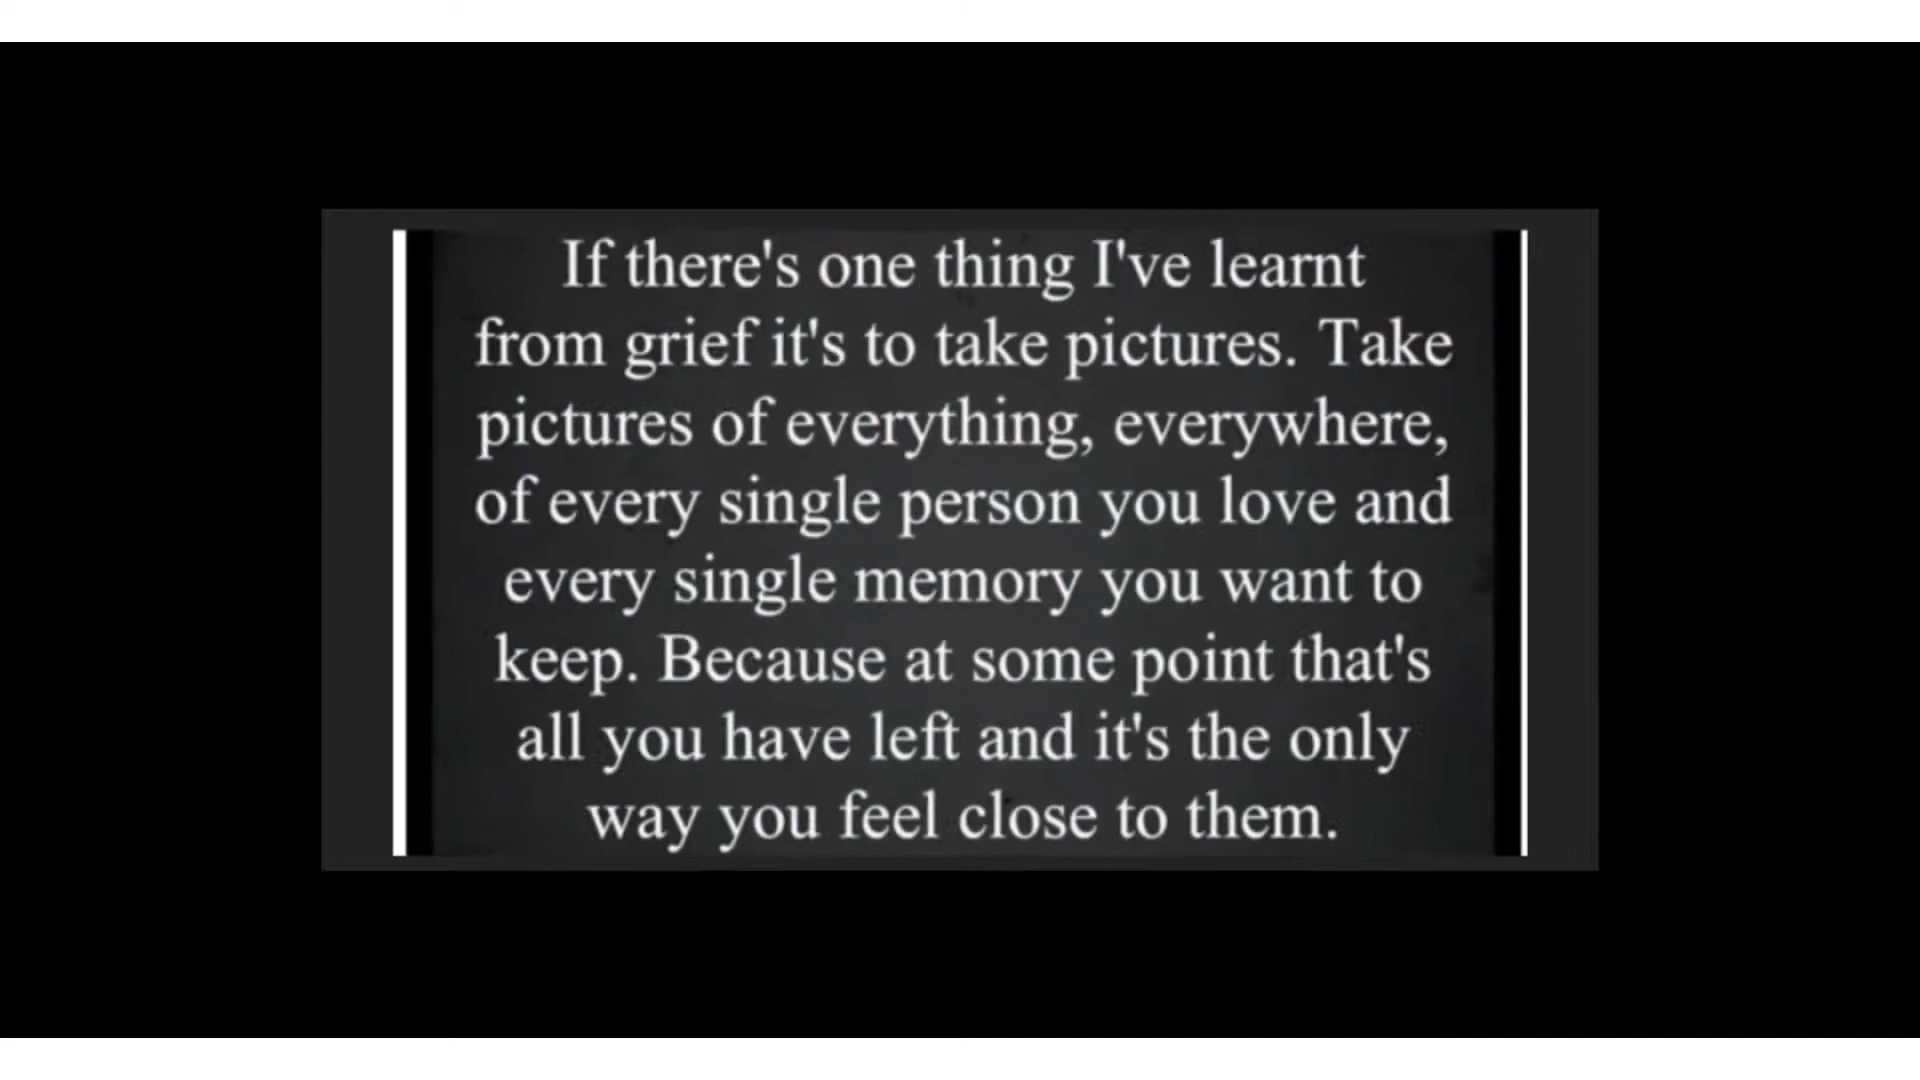 If there's one thing I've learnt
from grief it's to take pictures. Take
pictures of everything, everywhere,
of every single person you love and
every single memory you want to
keep. Because at some point that's
all you have left and it's the only
way you feel close to them.